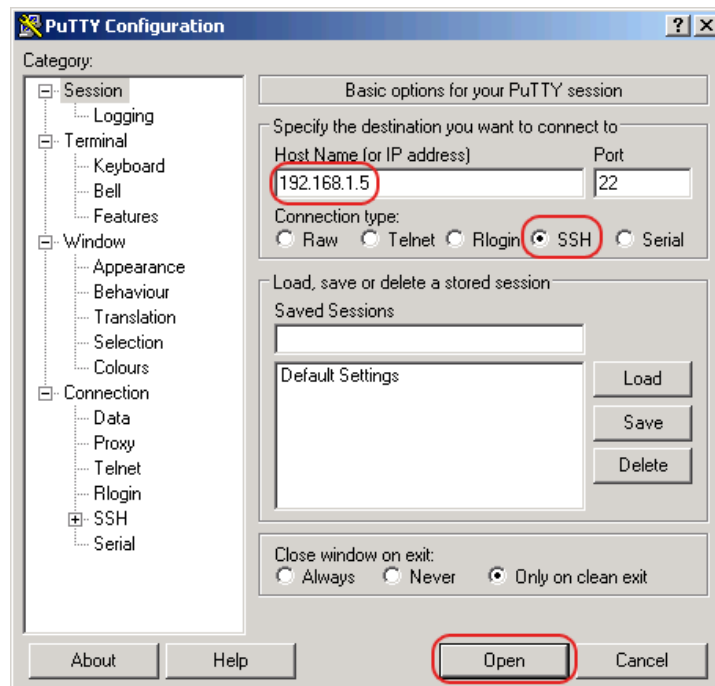 PuTTY Configuration
Category:
Session
Logging
Terminal
Keyboard
Bell
Features
Window
Appearance
Behaviour
Translation
Selection
Colours
Connection
Data
Proxy
Telnet
Rlogin
SSH
Serial
Basic options for your PuTTY session
Specify the destination you want to connect to
Host Name (or IP address) Port
192.168.1.5 22
Connection type:
Raw Telnet Rlogin SSH Serial
Load, save or delete a stored session
Saved Sessions
Default Settings
Load
Save
Delete
Close window on exit:
Always Never Only on clean exit
About Help Open Cancel